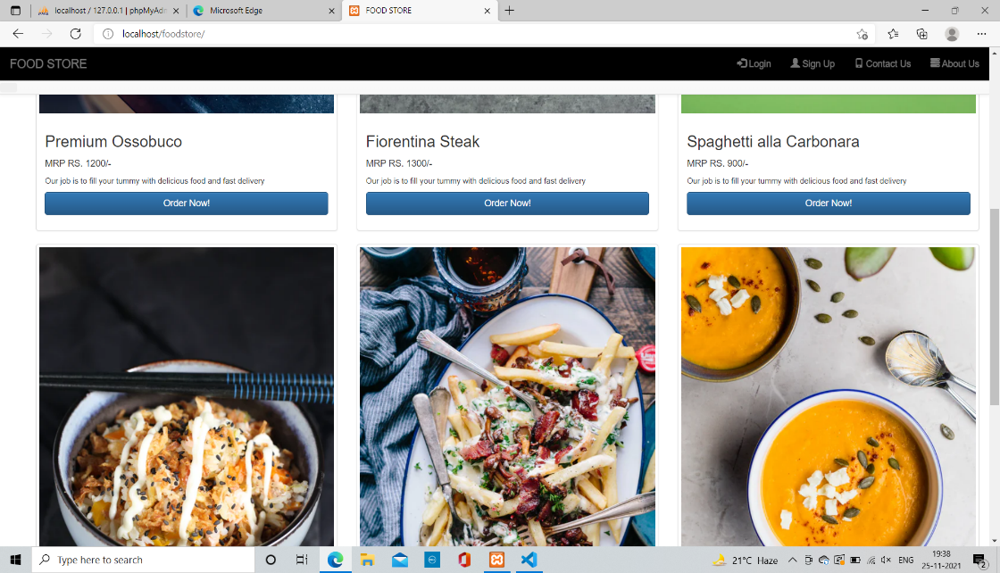 localhost / 127.0.0.1 | phpMyAdm
Microsoft Edge
FOOD STORE
localhost/foodstore/
FOOD STORE
Login
Sign Up
Contact Us
About Us
Premium Ossobuco
MRP RS. 1200/-
Our job is to fill your tummy with delicious food and fast delivery
Order Now!
Fiorentina Steak
MRP RS. 1300/-
Our job is to fill your tummy with delicious food and fast delivery
Order Now!
Spaghetti alla Carbonara
MRP RS. 900/-
Our job is to fill your tummy with delicious food and fast delivery
Order Now!
Type here to search
21°C Haze
ENG
19:38
25-11-2021